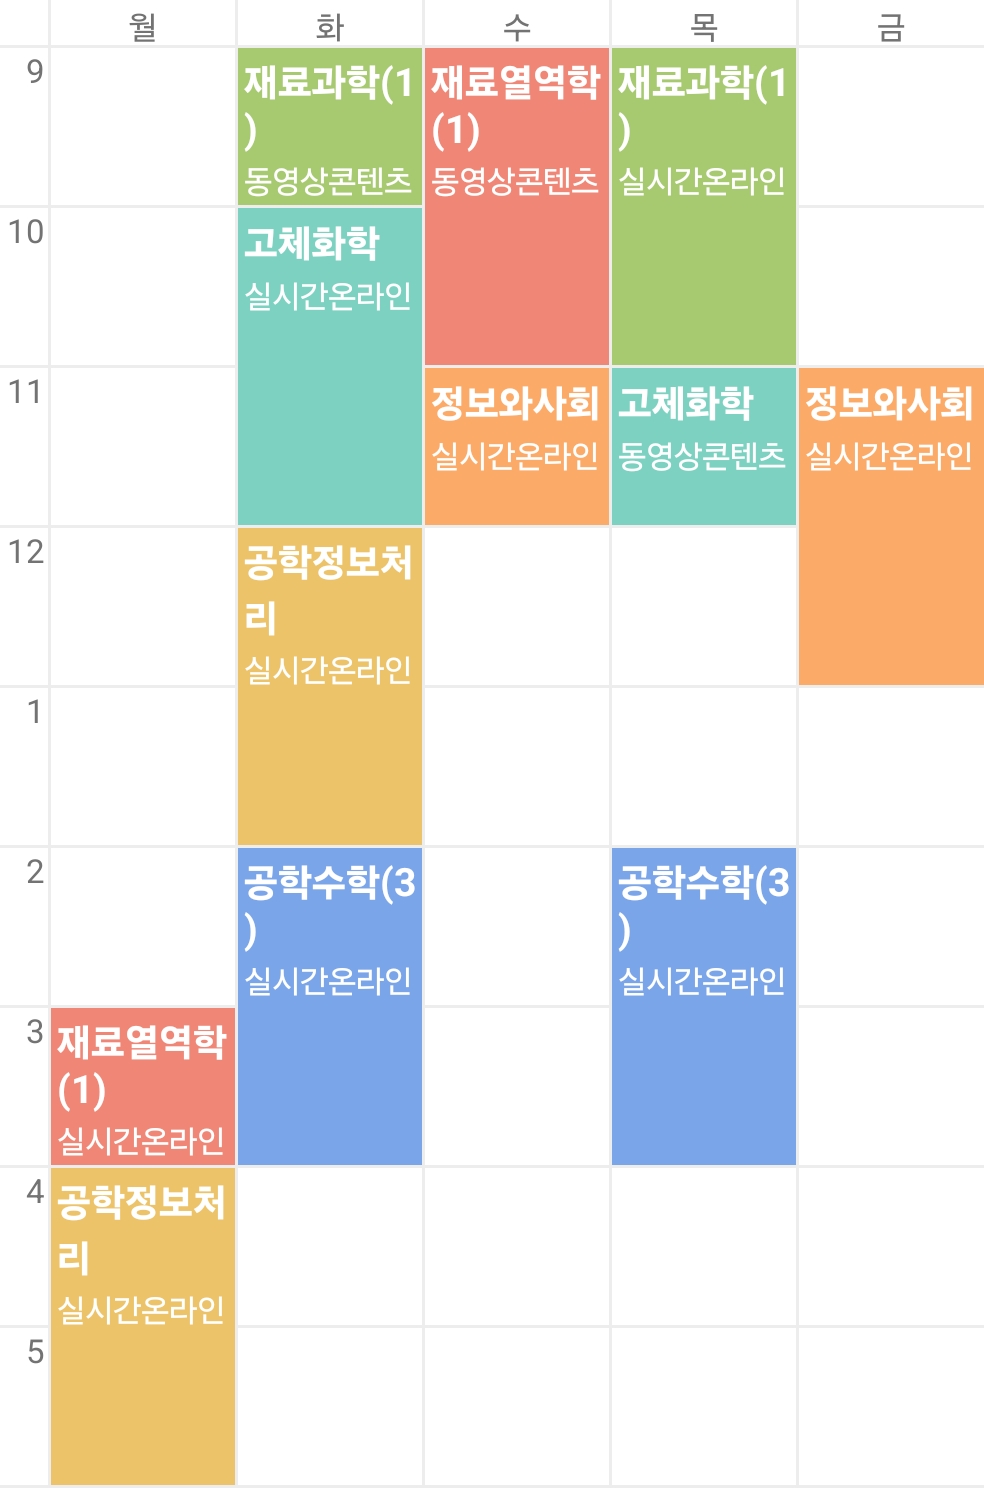 월 화 수 목 금
9
재료과학(1
)
동영상콘텐츠
재료열역학
(1)
동영상콘텐츠
재료과학(1
)
실시간온라인
10
고체화학
실시간온라인
11
정보와사회
실시간온라인
고체화학
동영상콘텐츠
정보와사회
실시간온라인
12
공학정보처
리
실시간온라인
1
2
공학수학(3
)
실시간온라인
공학수학(3
)
실시간온라인
3
재료열역학
(1)
실시간온라인
4
공학정보처
리
실시간온라인
5